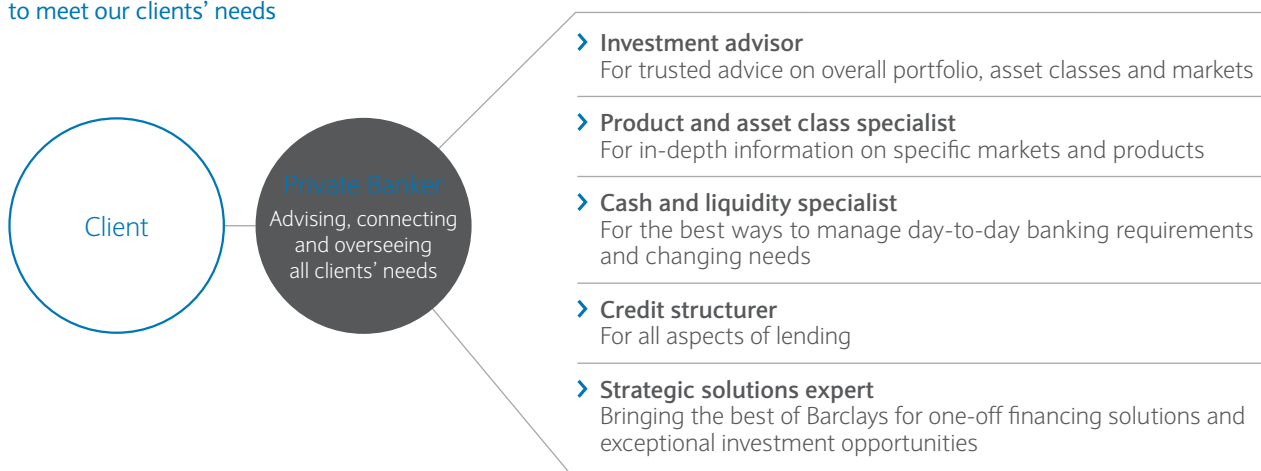 to meet our clients’ needs
Client
Private Banker
Advising, connecting
and overseeing
all clients’ needs
Investment advisor
For trusted advice on overall portfolio, asset classes and markets
Product and asset class specialist
For in-depth information on specific markets and products
Cash and liquidity specialist
For the best ways to manage day-to-day banking requirements
and changing needs
Credit structurer
For all aspects of lending
Strategic solutions expert
Bringing the best of Barclays for one-off financing solutions and
exceptional investment opportunities